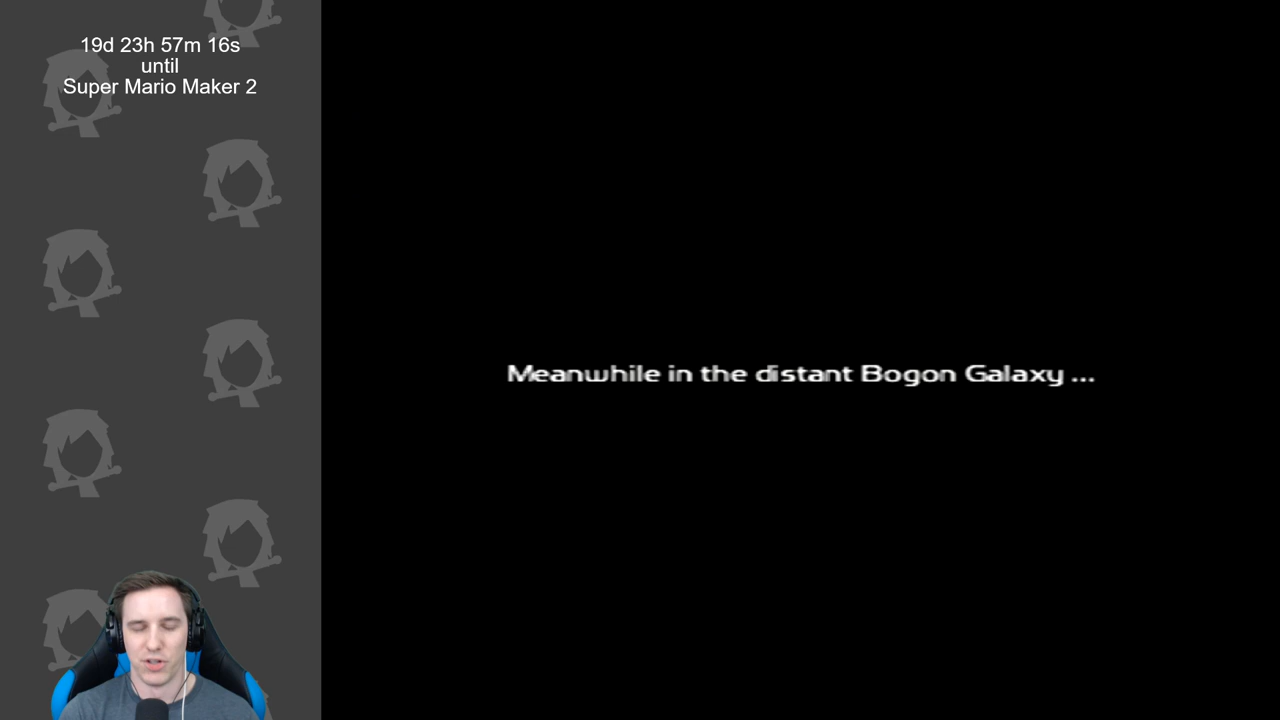 19d 23h 57m 16s
until
Super Mario Maker 2
Meanwhile in the distant Bogon Galaxy ...